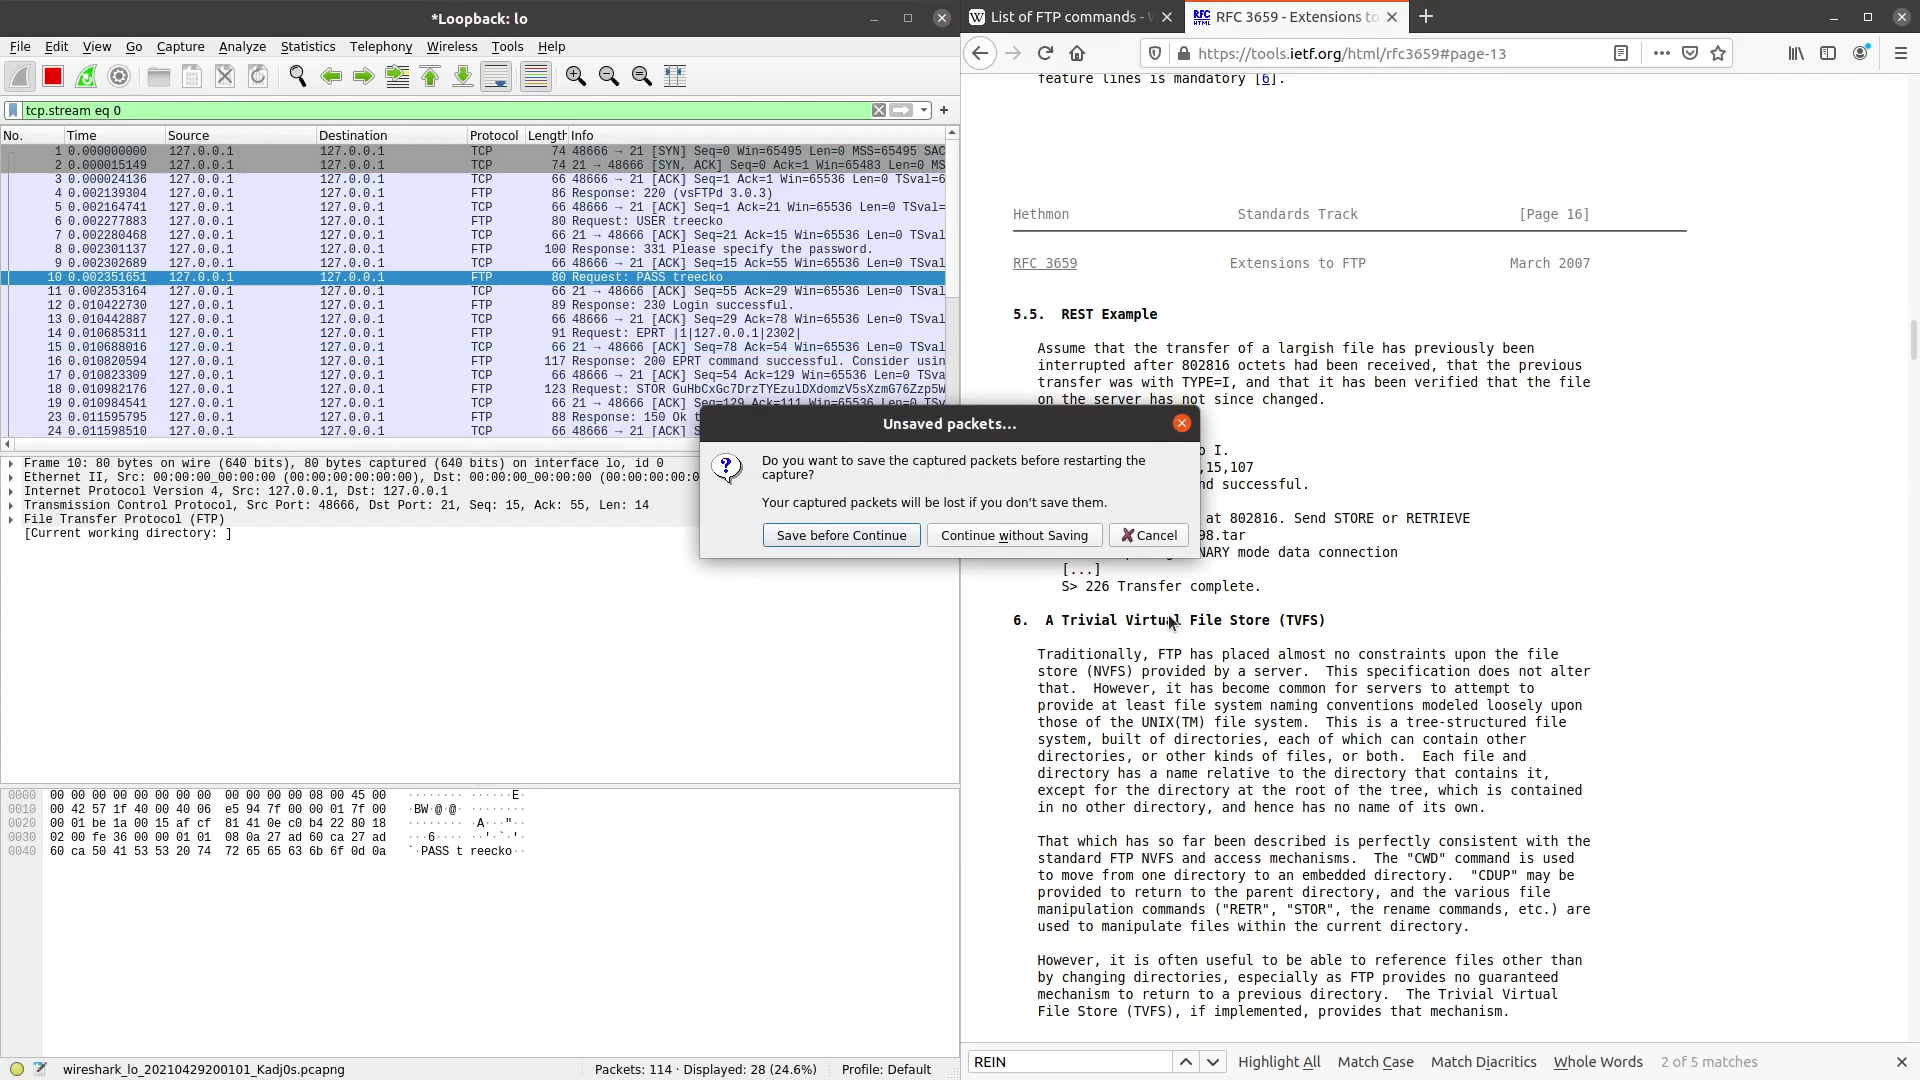 *Loopback: lo
File Edit View Go Capture Analyze Statistics Telephony Wireless Tools Help
tcp.stream eq 0
No. Time Source Destination Protocol Length Info
1 0.000000000 127.0.0.1 127.0.0.1 TCP 74 48666 → 21 [SYN] Seq=0 Win=65495 Len=0 MSS=65495 SAC
2 0.000015149 127.0.0.1 127.0.0.1 TCP 74 21 → 48666 [SYN, ACK] Seq=0 Ack=1 Win=65483 Len=0 MS
3 0.000024136 127.0.0.1 127.0.0.1 TCP 66 48666 → 21 [ACK] Seq=1 Ack=1 Win=65536 Len=0 TSval=6
4 0.002139304 127.0.0.1 127.0.0.1 FTP 86 Response: 220 (vsFTPd 3.0.3)
5 0.002164741 127.0.0.1 127.0.0.1 TCP 66 48666 → 21 [ACK] Seq=1 Ack=21 Win=65536 Len=0 TSval=
6 0.002277883 127.0.0.1 127.0.0.1 FTP 80 Request: USER treecko
7 0.002280468 127.0.0.1 127.0.0.1 TCP 66 21 → 48666 [ACK] Seq=21 Ack=15 Win=65536 Len=0 TSval
8 0.002301137 127.0.0.1 127.0.0.1 FTP 100 Response: 331 Please specify the password.
9 0.002302689 127.0.0.1 127.0.0.1 TCP 66 48666 → 21 [ACK] Seq=15 Ack=55 Win=65536 Len=0 TSval
10 0.002351651 127.0.0.1 127.0.0.1 FTP 80 Request: PASS treecko
11 0.002353164 127.0.0.1 127.0.0.1 TCP 66 21 → 48666 [ACK] Seq=55 Ack=29 Win=65536 Len=0 TSval
12 0.010422730 127.0.0.1 127.0.0.1 FTP 89 Response: 230 Login successful.
13 0.010442887 127.0.0.1 127.0.0.1 TCP 66 48666 → 21 [ACK] Seq=29 Ack=78 Win=65536 Len=0 TSval
14 0.010685311 127.0.0.1 127.0.0.1 FTP 91 Request: EPRT |1|127.0.0.1|2302|
15 0.010688016 127.0.0.1 127.0.0.1 TCP 66 21 → 48666 [ACK] Seq=78 Ack=54 Win=65536 Len=0 TSval
16 0.010820594 127.0.0.1 127.0.0.1 FTP 117 Response: 200 EPRT command successful. Consider usin
17 0.010823309 127.0.0.1 127.0.0.1 TCP 66 48666 → 21 [ACK] Seq=54 Ack=129 Win=65536 Len=0 TSva
18 0.010982176 127.0.0.1 127.0.0.1 FTP 123 Request: STOR GuHbCxGc7DrzTYEzulDXdomzV5sXzmG76Zzp5W
19 0.010984541 127.0.0.1 127.0.0.1 TCP 66 21 → 48666 [ACK] Seq=129 Ack=111 Win=65536 Len=0 TSv
23 0.011595795 127.0.0.1 127.0.0.1 FTP 88 Response: 150 Ok t
24 0.011598510 127.0.0.1 127.0.0.1 TCP 66 48666 → 21 [ACK] S
Frame 10: 80 bytes on wire (640 bits), 80 bytes captured (640 bits) on interface lo, id 0
Ethernet II, Src: 00:00:00_00:00:00 (00:00:00:00:00:00), Dst: 00:00:00_00:00:00 (00:00:00
Internet Protocol Version 4, Src: 127.0.0.1, Dst: 127.0.0.1
Transmission Control Protocol, Src Port: 48666, Dst Port: 21, Seq: 15, Ack: 55, Len: 14
File Transfer Protocol (FTP)
[Current working directory: ]
0000 00 00 00 00 00 00 00 00 00 00 00 00 08 00 45 00 ········ ······E·
0010 00 42 57 1f 40 00 40 06 e5 94 7f 00 00 01 7f 00 ·BW·@·@· ········
0020 00 01 be 1a 00 15 af cf 81 41 0e c0 b4 22 80 18 ········ ·A···"··
0030 02 00 fe 36 00 00 01 01 08 0a 27 ad 60 ca 27 ad ···6···· ··'·`·'·
0040 60 ca 50 41 53 53 20 74 72 65 65 63 6b 6f 0d 0a `·PASS t reecko··
wireshark_lo_20210429200101_Kadj0s.pcapng Packets: 114 · Displayed: 28 (24.6%) Profile: Default
Unsaved packets...
Do you want to save the captured packets before restarting the
capture?
Your captured packets will be lost if you don't save them.
Save before Continue Continue without Saving Cancel
W List of FTP commands - W RFC HTML RFC 3659 - Extensions to
https://tools.ietf.org/html/rfc3659#page-13
feature lines is mandatory [6].
Hethmon Standards Track [Page 16]
RFC 3659 Extensions to FTP March 2007
5.5. REST Example
Assume that the transfer of a largish file has previously been
interrupted after 802816 octets had been received, that the previous
transfer was with TYPE=I, and that it has been verified that the file
on the server has not since changed.
o I.
,15,107
nd successful.
at 802816. Send STORE or RETRIEVE
98.tar
NARY mode data connection
[...]
S> 226 Transfer complete.
6. A Trivial Virtual File Store (TVFS)
Traditionally, FTP has placed almost no constraints upon the file
store (NVFS) provided by a server. This specification does not alter
that. However, it has become common for servers to attempt to
provide at least file system naming conventions modeled loosely upon
those of the UNIX(TM) file system. This is a tree-structured file
system, built of directories, each of which can contain other
directories, or other kinds of files, or both. Each file and
directory has a name relative to the directory that contains it,
except for the directory at the root of the tree, which is contained
in no other directory, and hence has no name of its own.
That which has so far been described is perfectly consistent with the
standard FTP NVFS and access mechanisms. The "CWD" command is used
to move from one directory to an embedded directory. "CDUP" may be
provided to return to the parent directory, and the various file
manipulation commands ("RETR", "STOR", the rename commands, etc.) are
used to manipulate files within the current directory.
However, it is often useful to be able to reference files other than
by changing directories, especially as FTP provides no guaranteed
mechanism to return to a previous directory. The Trivial Virtual
File Store (TVFS), if implemented, provides that mechanism.
REIN Highlight All Match Case Match Diacritics Whole Words 2 of 5 matches